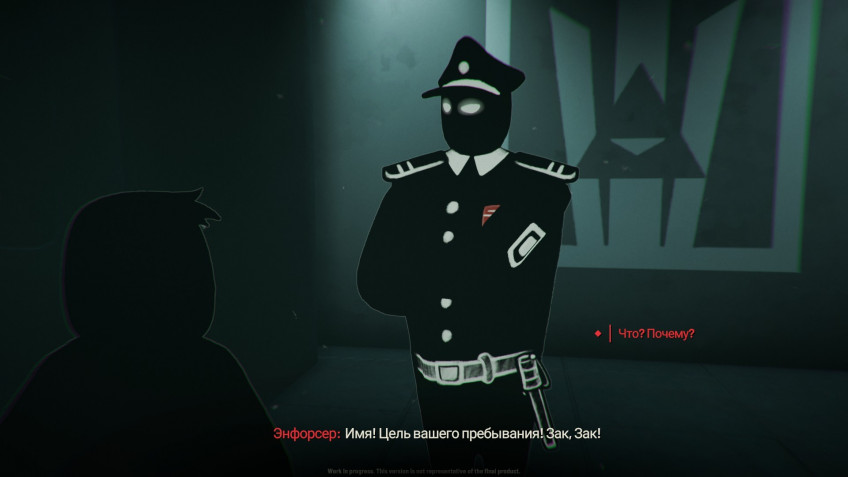 Что? Почему?
Энфорсер: Имя! Цель вашего пребывания! Зак, Зак!
Work in progress. This version is not representative of the final product.